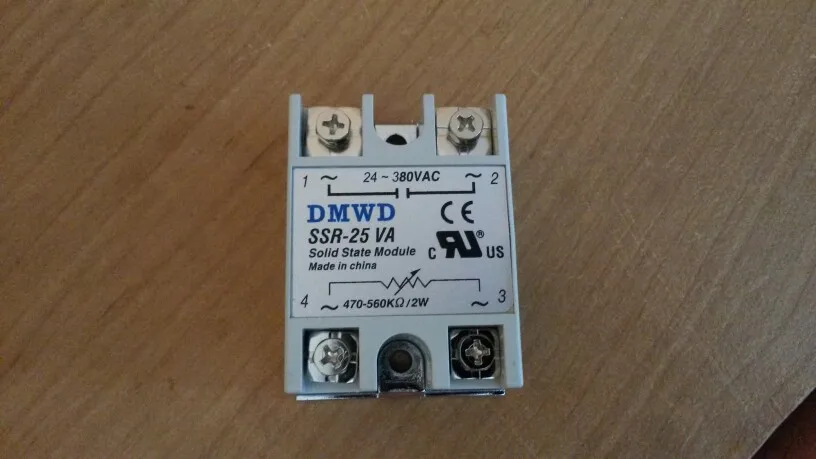 1 ~ 24 ~ 380VAC ~ 2
DMWD CE
SSR-25 VA
C RU® US
Solid State Module
Made in china
4 ~ 470-560KΩ/2W ~ 3